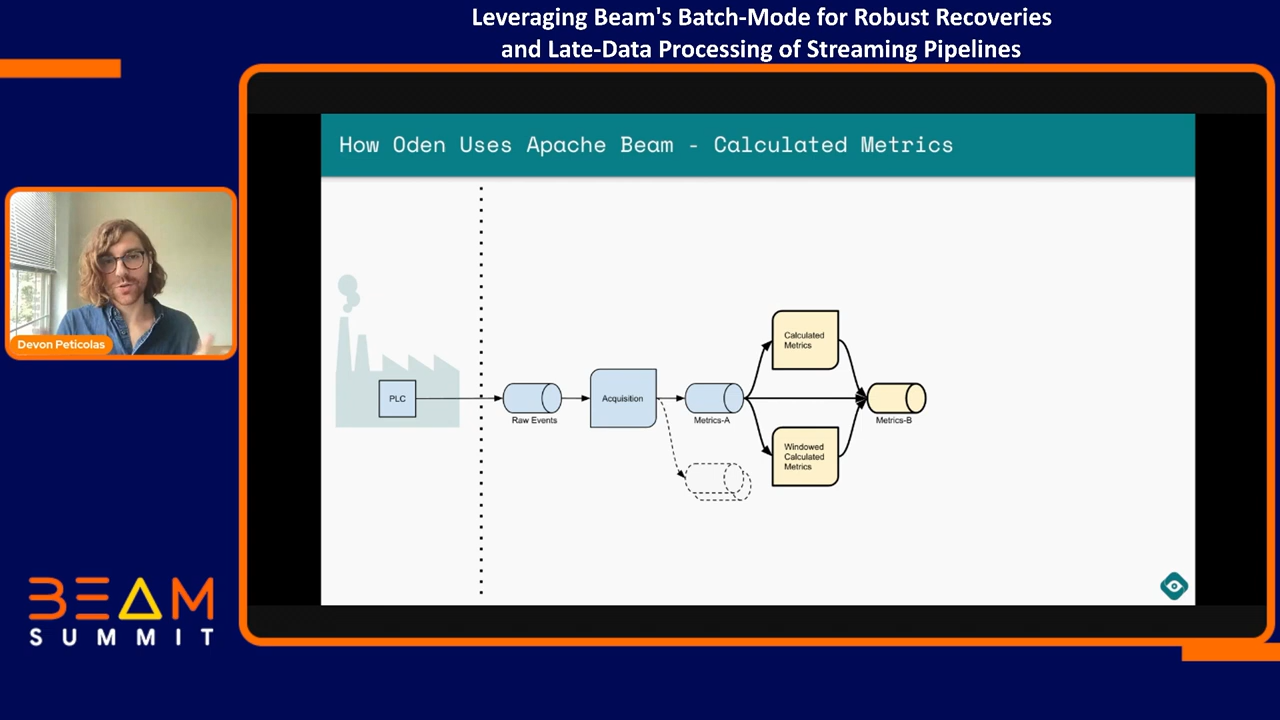 Leveraging Beam's Batch-Mode for Robust Recoveries
and Late-Data Processing of Streaming Pipelines
How Oden Uses Apache Beam - Calculated Metrics
Devon Peticolas
PLC
Raw Events
Acquisition
Metrics-A
Calculated
Metrics
Windowed
Calculated
Metrics
Metrics-B
BEAM
SUMMIT